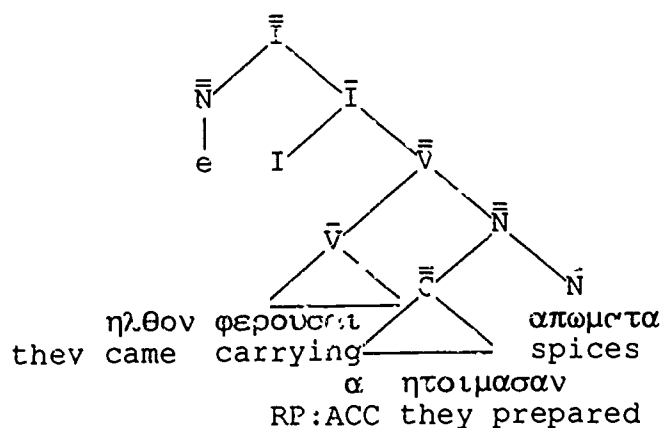 I̿
N̿ I̅
e I V̿
V̅ N̿
C̿ N̅
ηλθον φερουσαι απωματα
they came carrying spices
α ητοιμασαν
RP:ACC they prepared